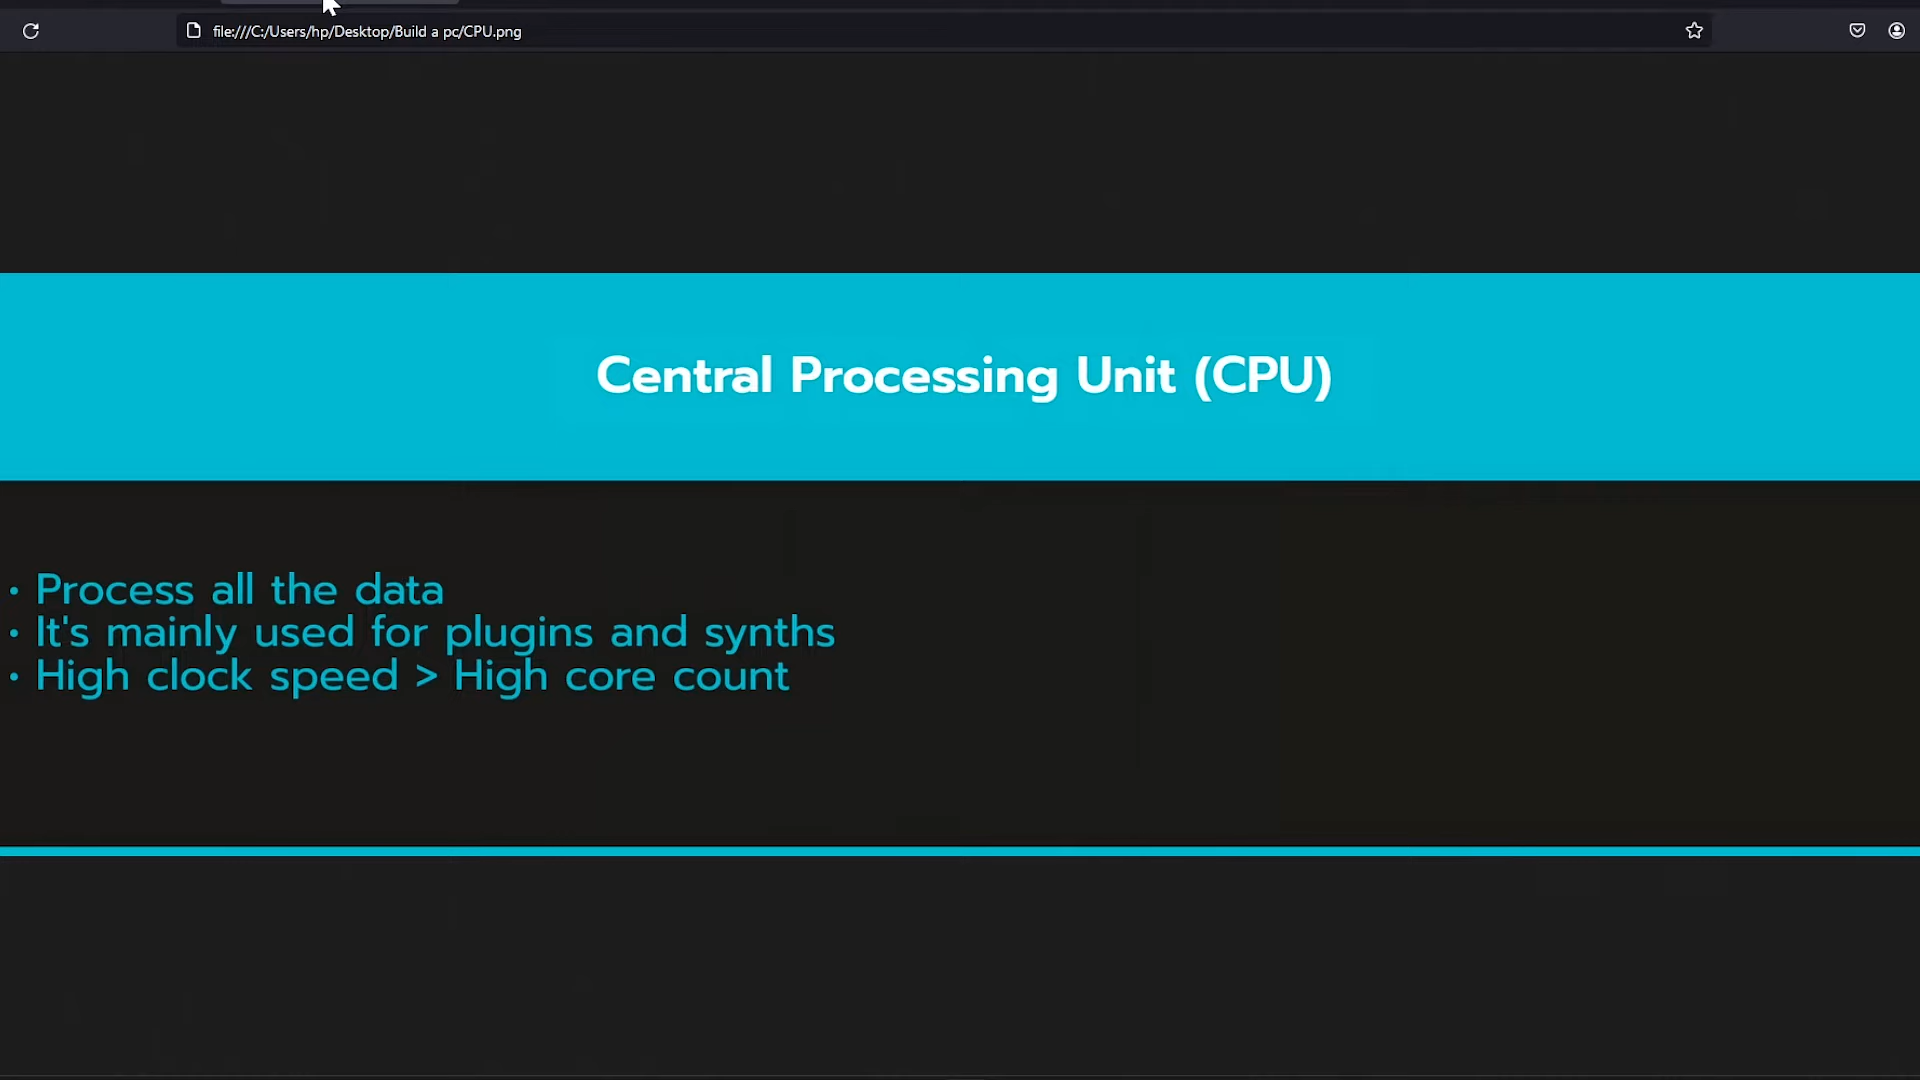 file:///C:/Users/hp/Desktop/Build a pc/CPU.png
Central Processing Unit (CPU)
• Process all the data
• It's mainly used for plugins and synths
• High clock speed > High core count